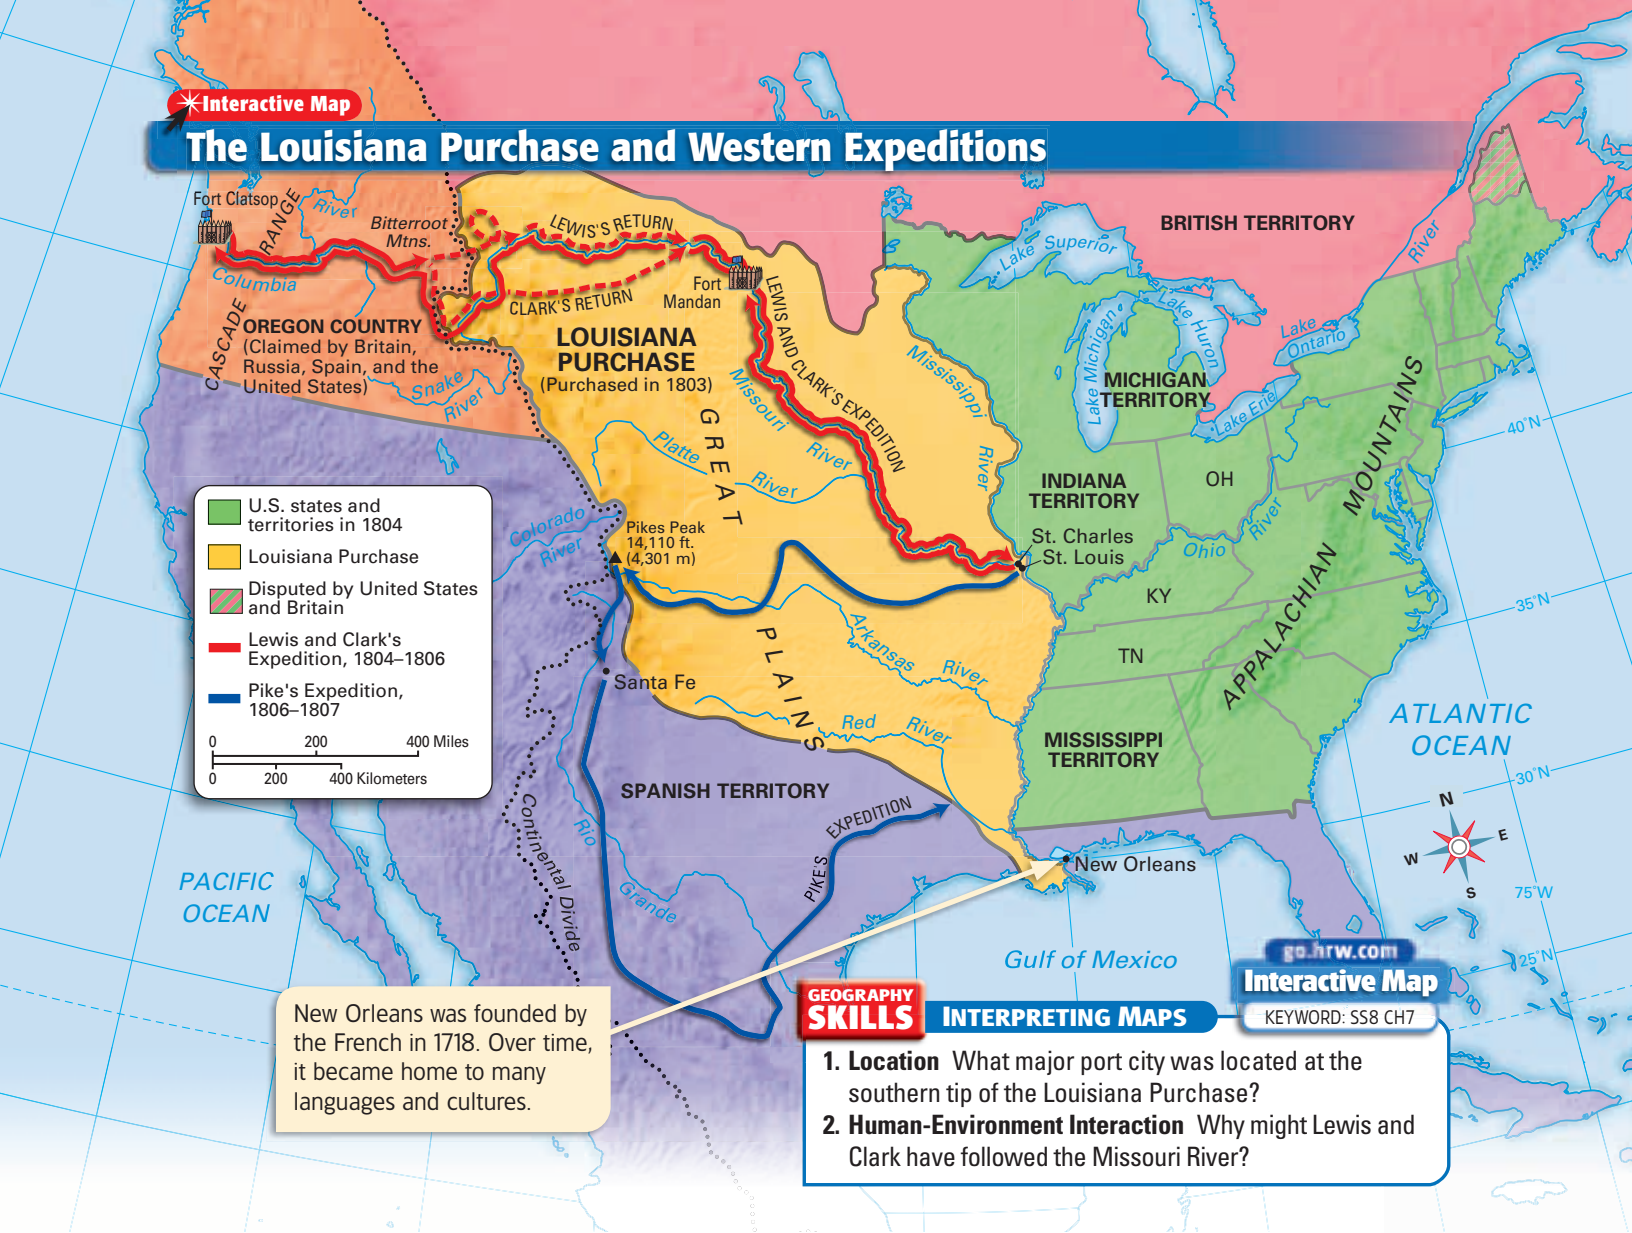 Interactive Map
The Louisiana Purchase and Western Expeditions
Fort Clatsop
River
RANGE
Bitterroot
Mtns.
LEWIS'S RETURN
Columbia
CASCADE
CLARK'S RETURN
Fort
Mandan
OREGON COUNTRY
(Claimed by Britain,
Russia, Spain, and the
United States)
Snake
River
LOUISIANA
PURCHASE
(Purchased in 1803)
LEWIS AND CLARK'S EXPEDITION
Missouri
River
Mississippi
River
Platte
River
GREAT
PLAINS
BRITISH TERRITORY
River
Lake Superior
Lake Michigan
Lake Huron
Lake
Ontario
Lake Erie
MICHIGAN
TERRITORY
INDIANA
TERRITORY
OH
St. Charles
St. Louis
Ohio
River
KY
TN
APPALACHIAN
MOUNTAINS
MISSISSIPPI
TERRITORY
40°N
35°N
30°N
25°N
75°W
ATLANTIC
OCEAN
N
E
S
W
U.S. states and
territories in 1804
Louisiana Purchase
Disputed by United States
and Britain
Lewis and Clark's
Expedition, 1804–1806
Pike's Expedition,
1806–1807
0 200 400 Miles
0 200 400 Kilometers
Colorado
River
Pikes Peak
14,110 ft.
(4,301 m)
Arkansas
River
Santa Fe
Red
River
SPANISH TERRITORY
PIKE'S
EXPEDITION
Continental Divide
Rio
Grande
New Orleans
PACIFIC
OCEAN
Gulf of Mexico
New Orleans was founded by
the French in 1718. Over time,
it became home to many
languages and cultures.
go.hrw.com
Interactive Map
KEYWORD: SS8 CH7
GEOGRAPHY
SKILLS
INTERPRETING MAPS
1. Location What major port city was located at the
southern tip of the Louisiana Purchase?
2. Human-Environment Interaction Why might Lewis and
Clark have followed the Missouri River?